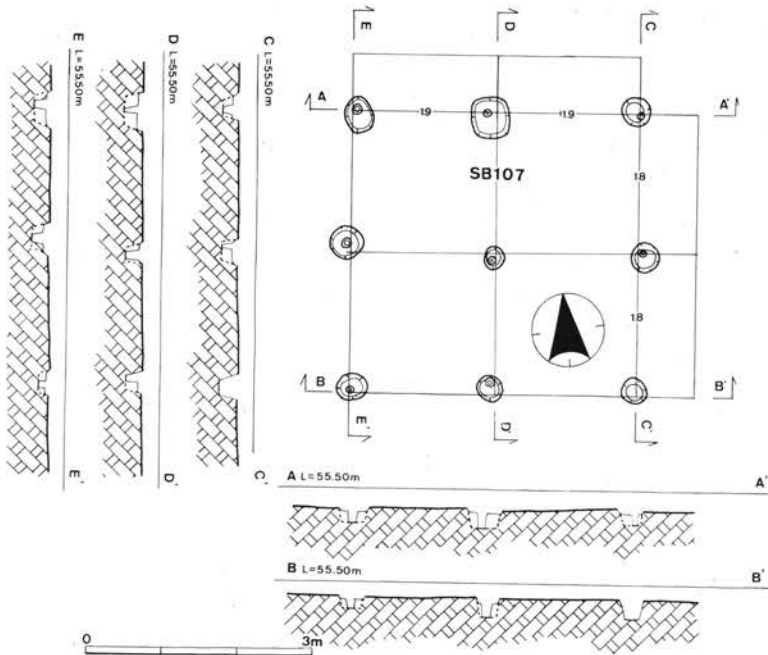 E L=55.50m
D L=55.50m
C L=55.50m
E D C
A A'
1.9 1.9
SB107
1.8
1.8
B B'
E' D' C'
E' D' C'
A L=55.50m A'
B L=55.50m B'
0 3m